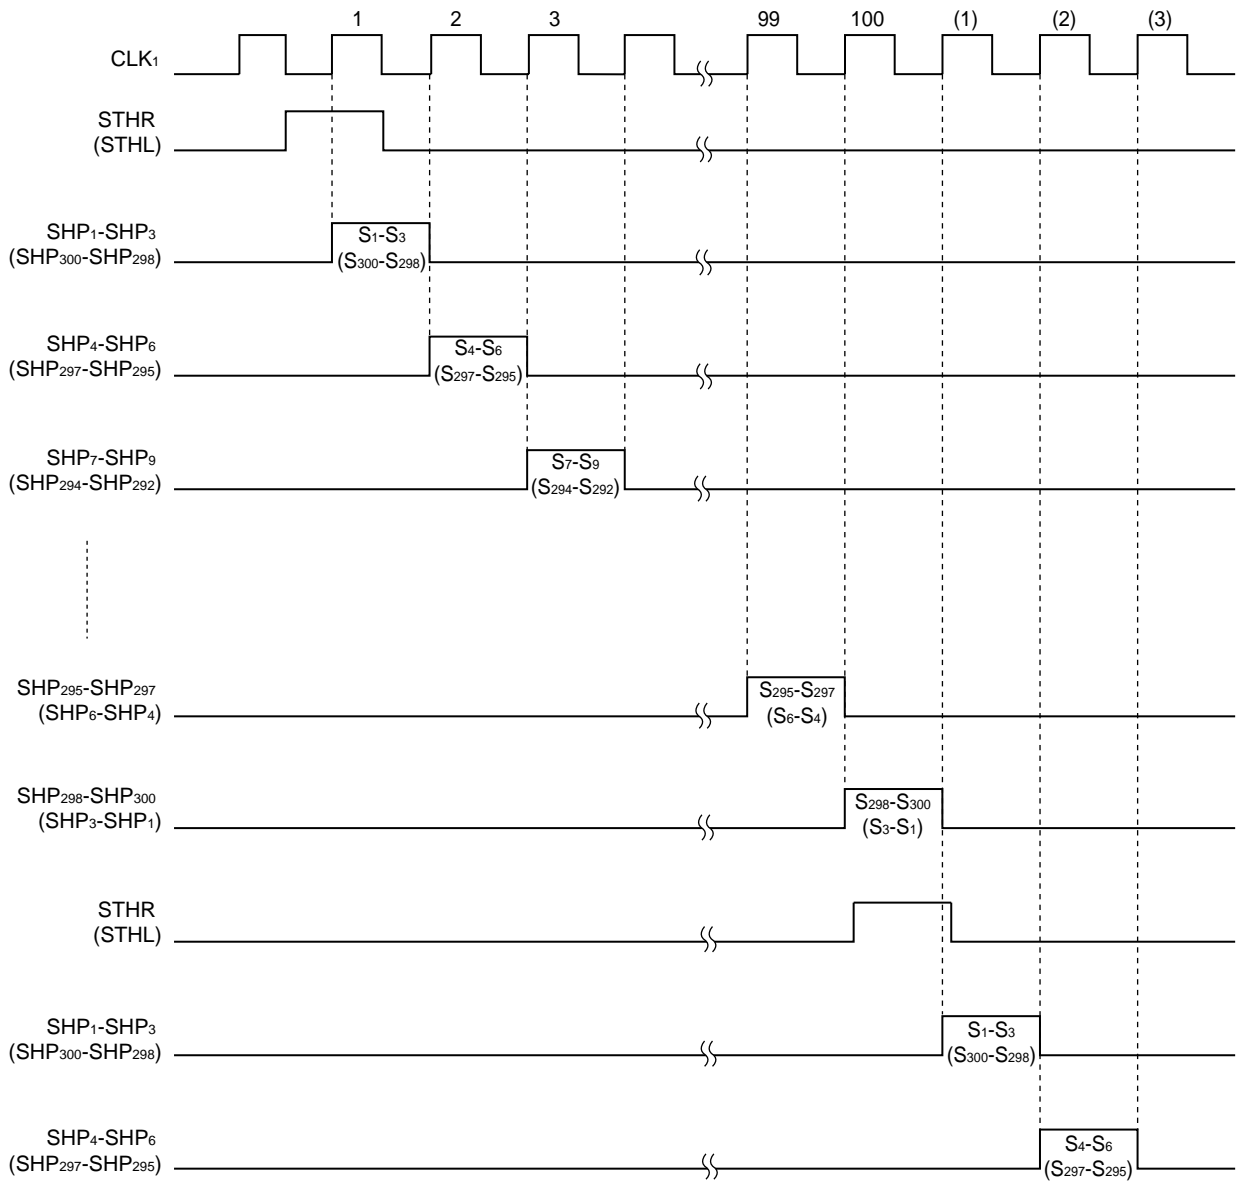 1 2 3 99 100 (1) (2) (3)
CLK1
STHR
(STHL)
SHP1-SHP3
(SHP300-SHP298)
S1-S3
(S300-S298)
SHP4-SHP6
(SHP297-SHP295)
S4-S6
(S297-S295)
SHP7-SHP9
(SHP294-SHP292)
S7-S9
(S294-S292)
SHP295-SHP297
(SHP6-SHP4)
S295-S297
(S6-S4)
SHP298-SHP300
(SHP3-SHP1)
S298-S300
(S3-S1)
STHR
(STHL)
SHP1-SHP3
(SHP300-SHP298)
S1-S3
(S300-S298)
SHP4-SHP6
(SHP297-SHP295)
S4-S6
(S297-S295)